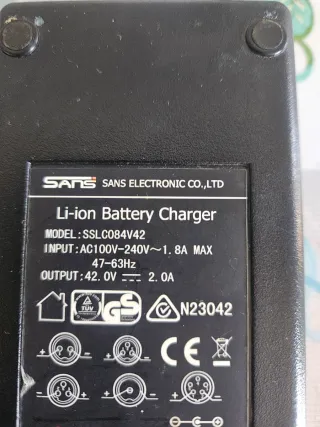 SANS SANS ELECTRONIC CO.,LTD
Li-ion Battery Charger
MODEL:SSLC084V42
INPUT:AC100V-240V～1.8A MAX
47-63Hz
OUTPUT:42.0V⎓2.0A
TÜV GS N23042
CE